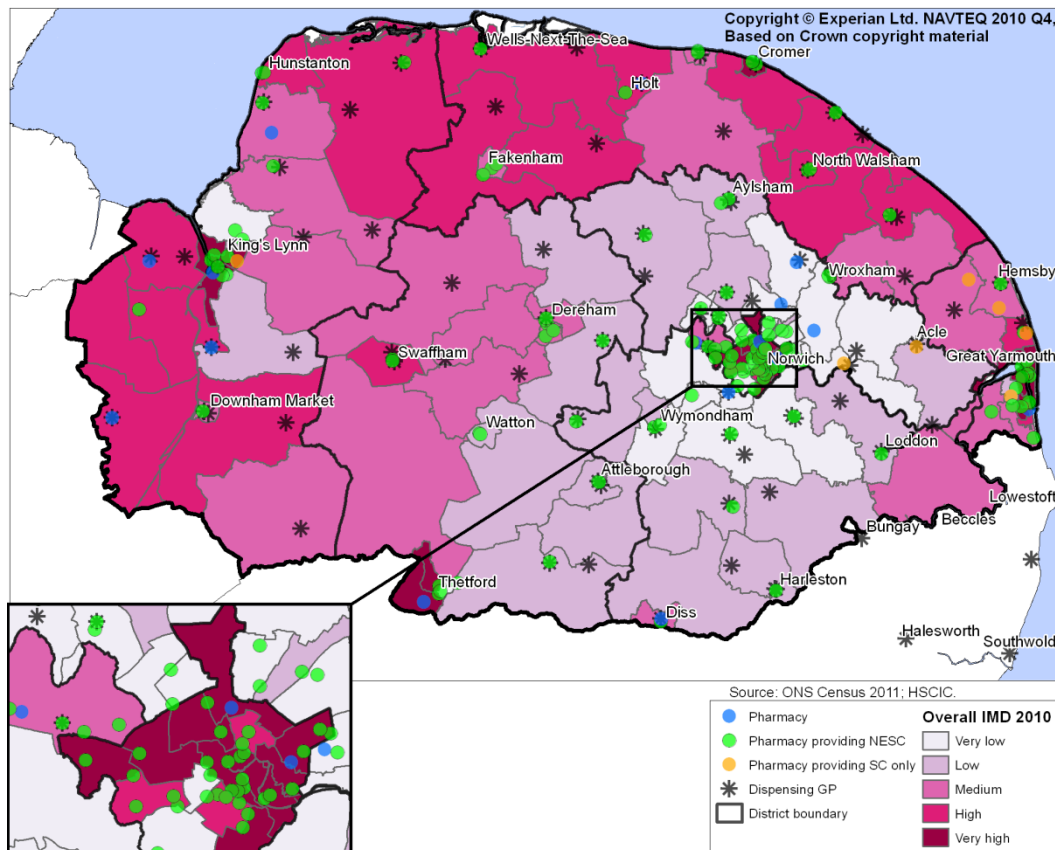 Copyright © Experian Ltd. NAVTEQ 2010 Q4,
Based on Crown copyright material
Wells-Next-The-Sea
Cromer
Hunstanton
Holt
Fakenham
North Walsham
Aylsham
King's Lynn
Wroxham
Hemsby
Dereham
Acle
Swaffham
Norwich
Great Yarmouth
Downham Market
Watton
Wymondham
Loddon
Attleborough
Lowestoft
Beccles
Bungay
Thetford
Harleston
Diss
Halesworth
Southwold
Source: ONS Census 2011; HSCIC.
Pharmacy
Pharmacy providing NESC
Pharmacy providing SC only
Dispensing GP
District boundary
Overall IMD 2010
Very low
Low
Medium
High
Very high